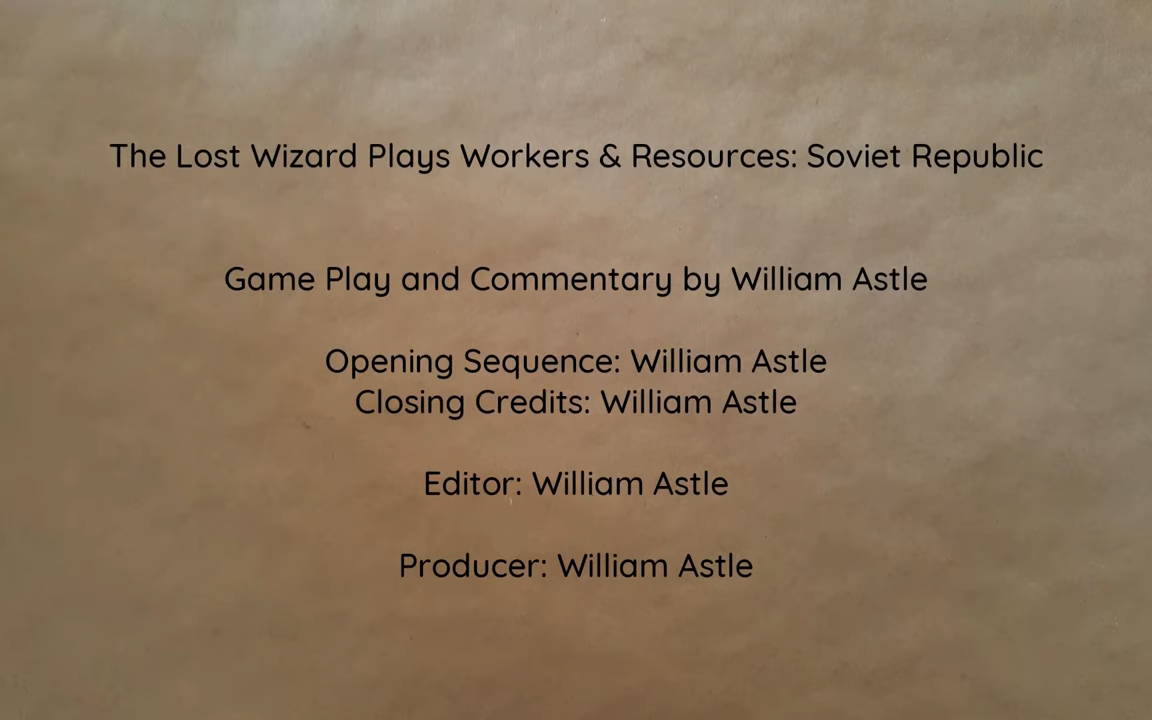 The Lost Wizard Plays Workers & Resources: Soviet Republic
Game Play and Commentary by William Astle
Opening Sequence: William Astle
Closing Credits: William Astle
Editor: William Astle
Producer: William Astle